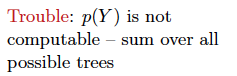 Trouble: p(Y) is not
computable – sum over all
possible trees